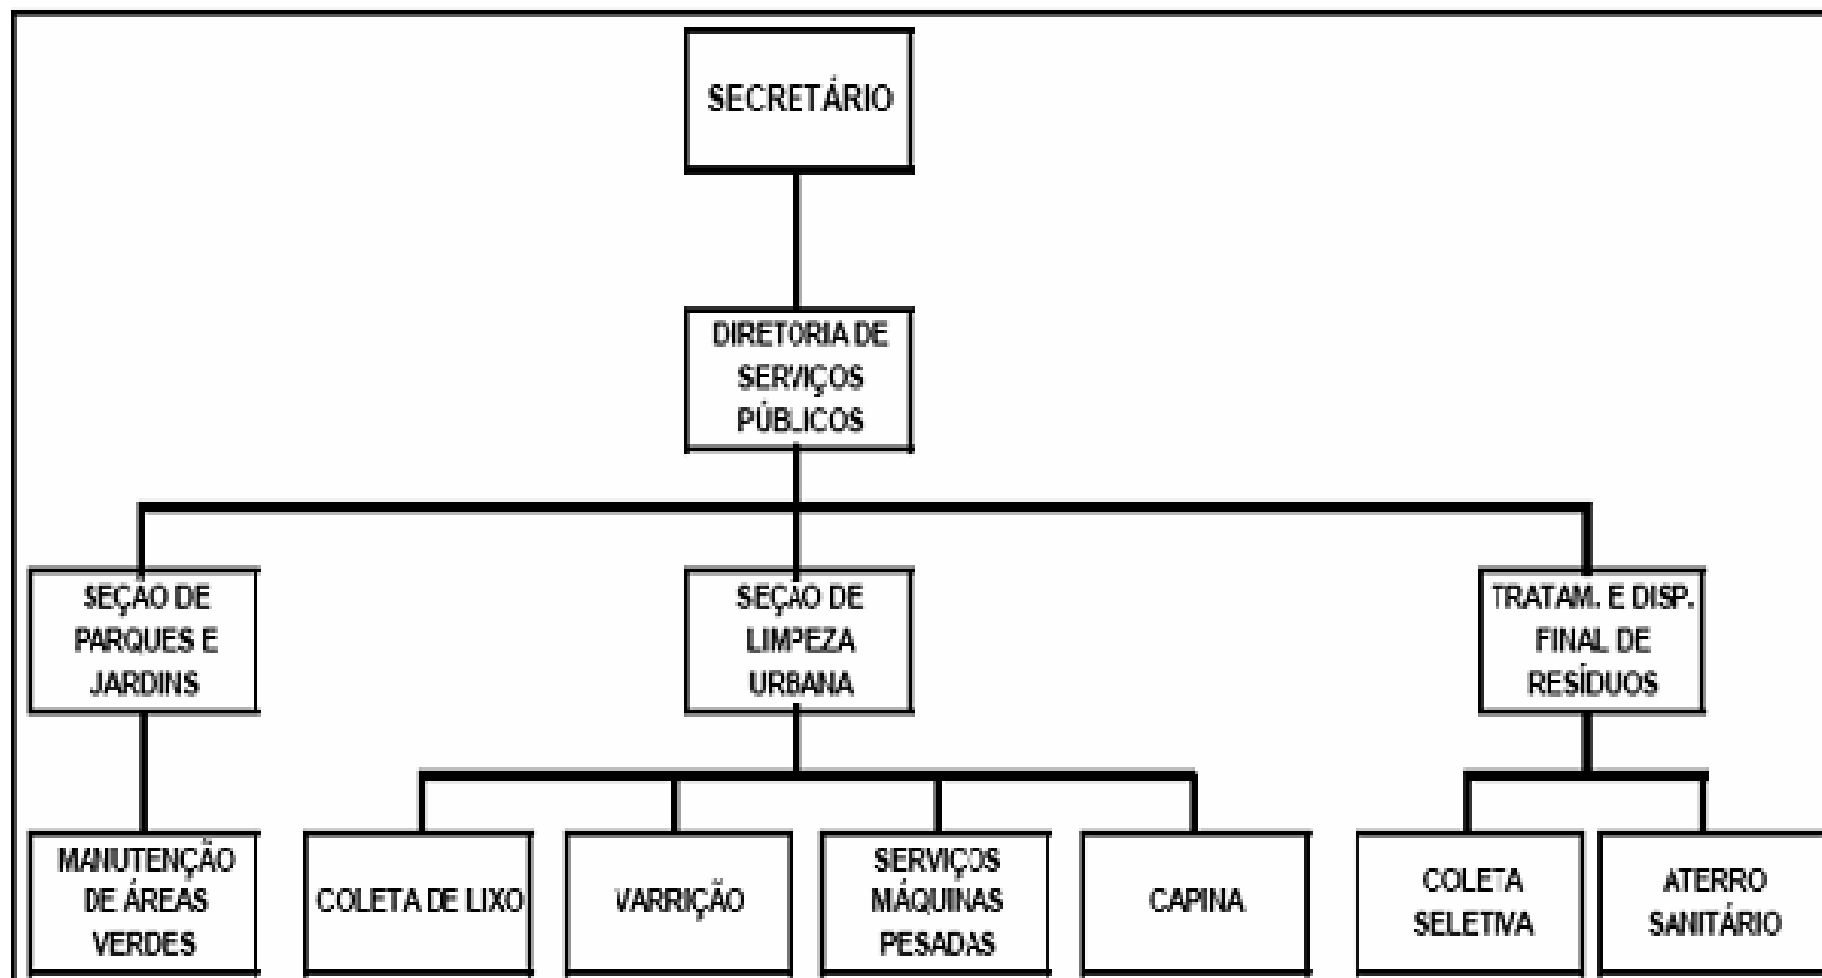 SECRETÁRIO
DIRETORIA DE
SERVIÇOS
PÚBLICOS
SEÇÃO DE
PARQUES E
JARDINS
SEÇÃO DE
LIMPEZA
URBANA
TRATAM. E DISP.
FINAL DE
RESÍDUOS
MANUTENÇÃO
DE ÁREAS
VERDES
COLETA DE LIXO
VARRIÇÃO
SERVIÇOS
MÁQUINAS
PESADAS
CAPINA
COLETA
SELETIVA
ATERRO
SANITÁRIO